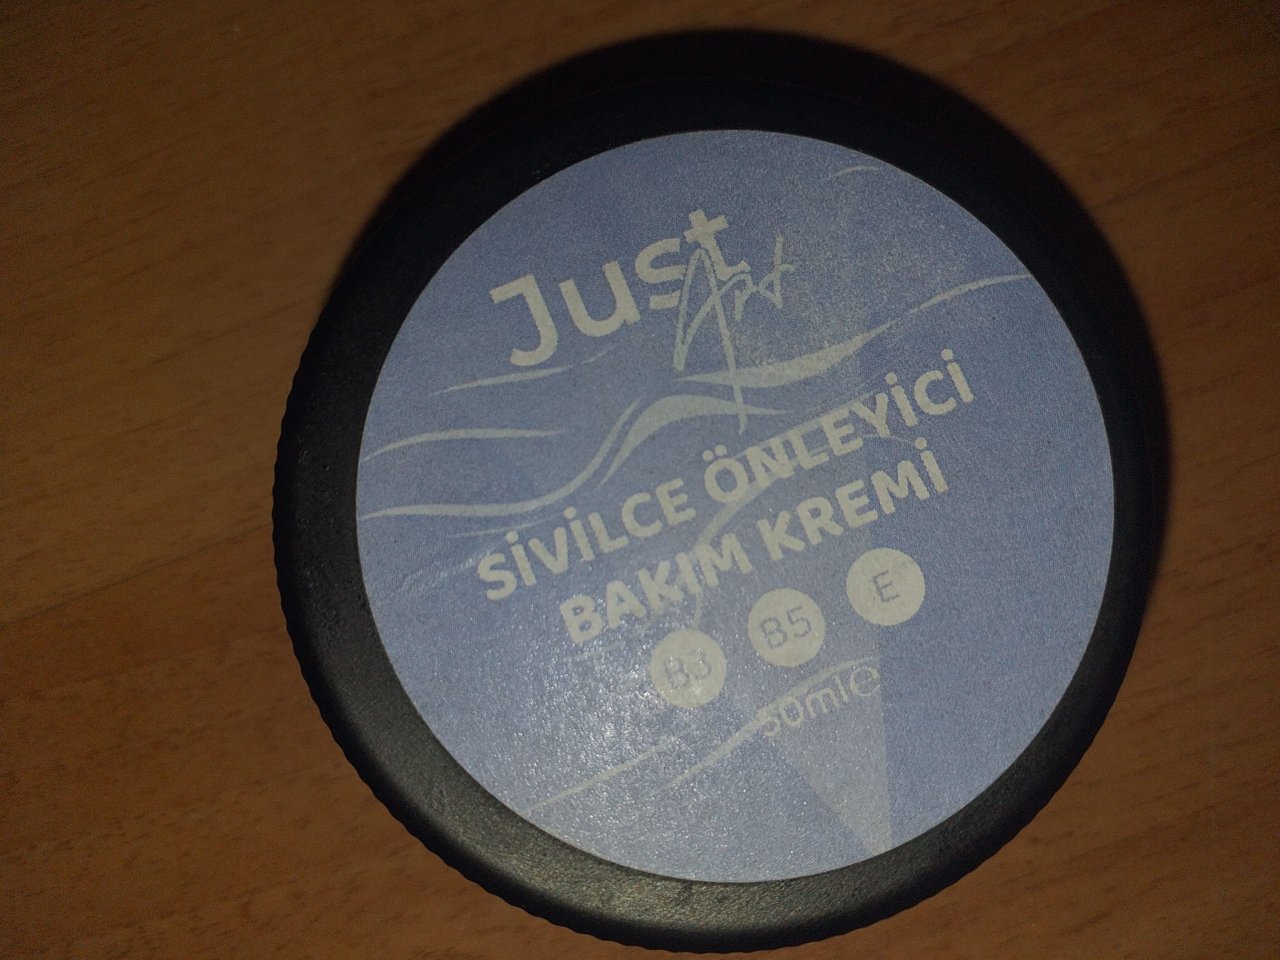 Just
Art
SİVİLCE ÖNLEYİCİ
BAKIM KREMİ
B3 B5 E
50ml℮